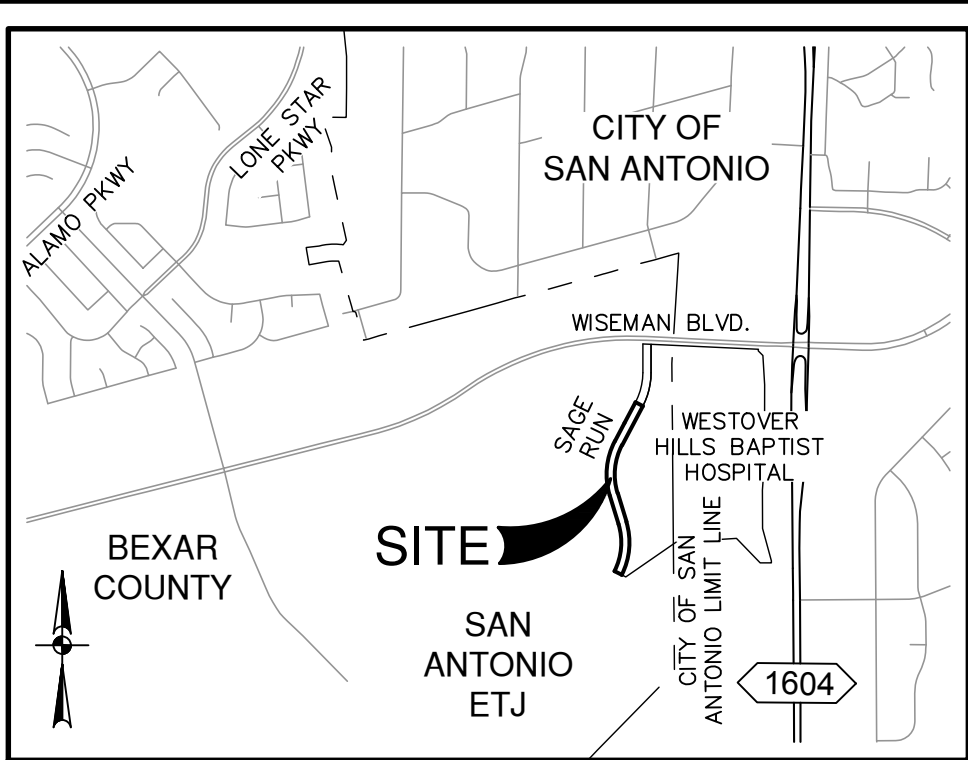 CITY OF
SAN ANTONIO
LONE STAR
PKWY
ALAMO PKWY
WISEMAN BLVD.
SAGE
RUN
WESTOVER
HILLS BAPTIST
HOSPITAL
SITE
BEXAR
COUNTY
CITY OF SAN
ANTONIO LIMIT LINE
SAN
ANTONIO
ETJ
1604